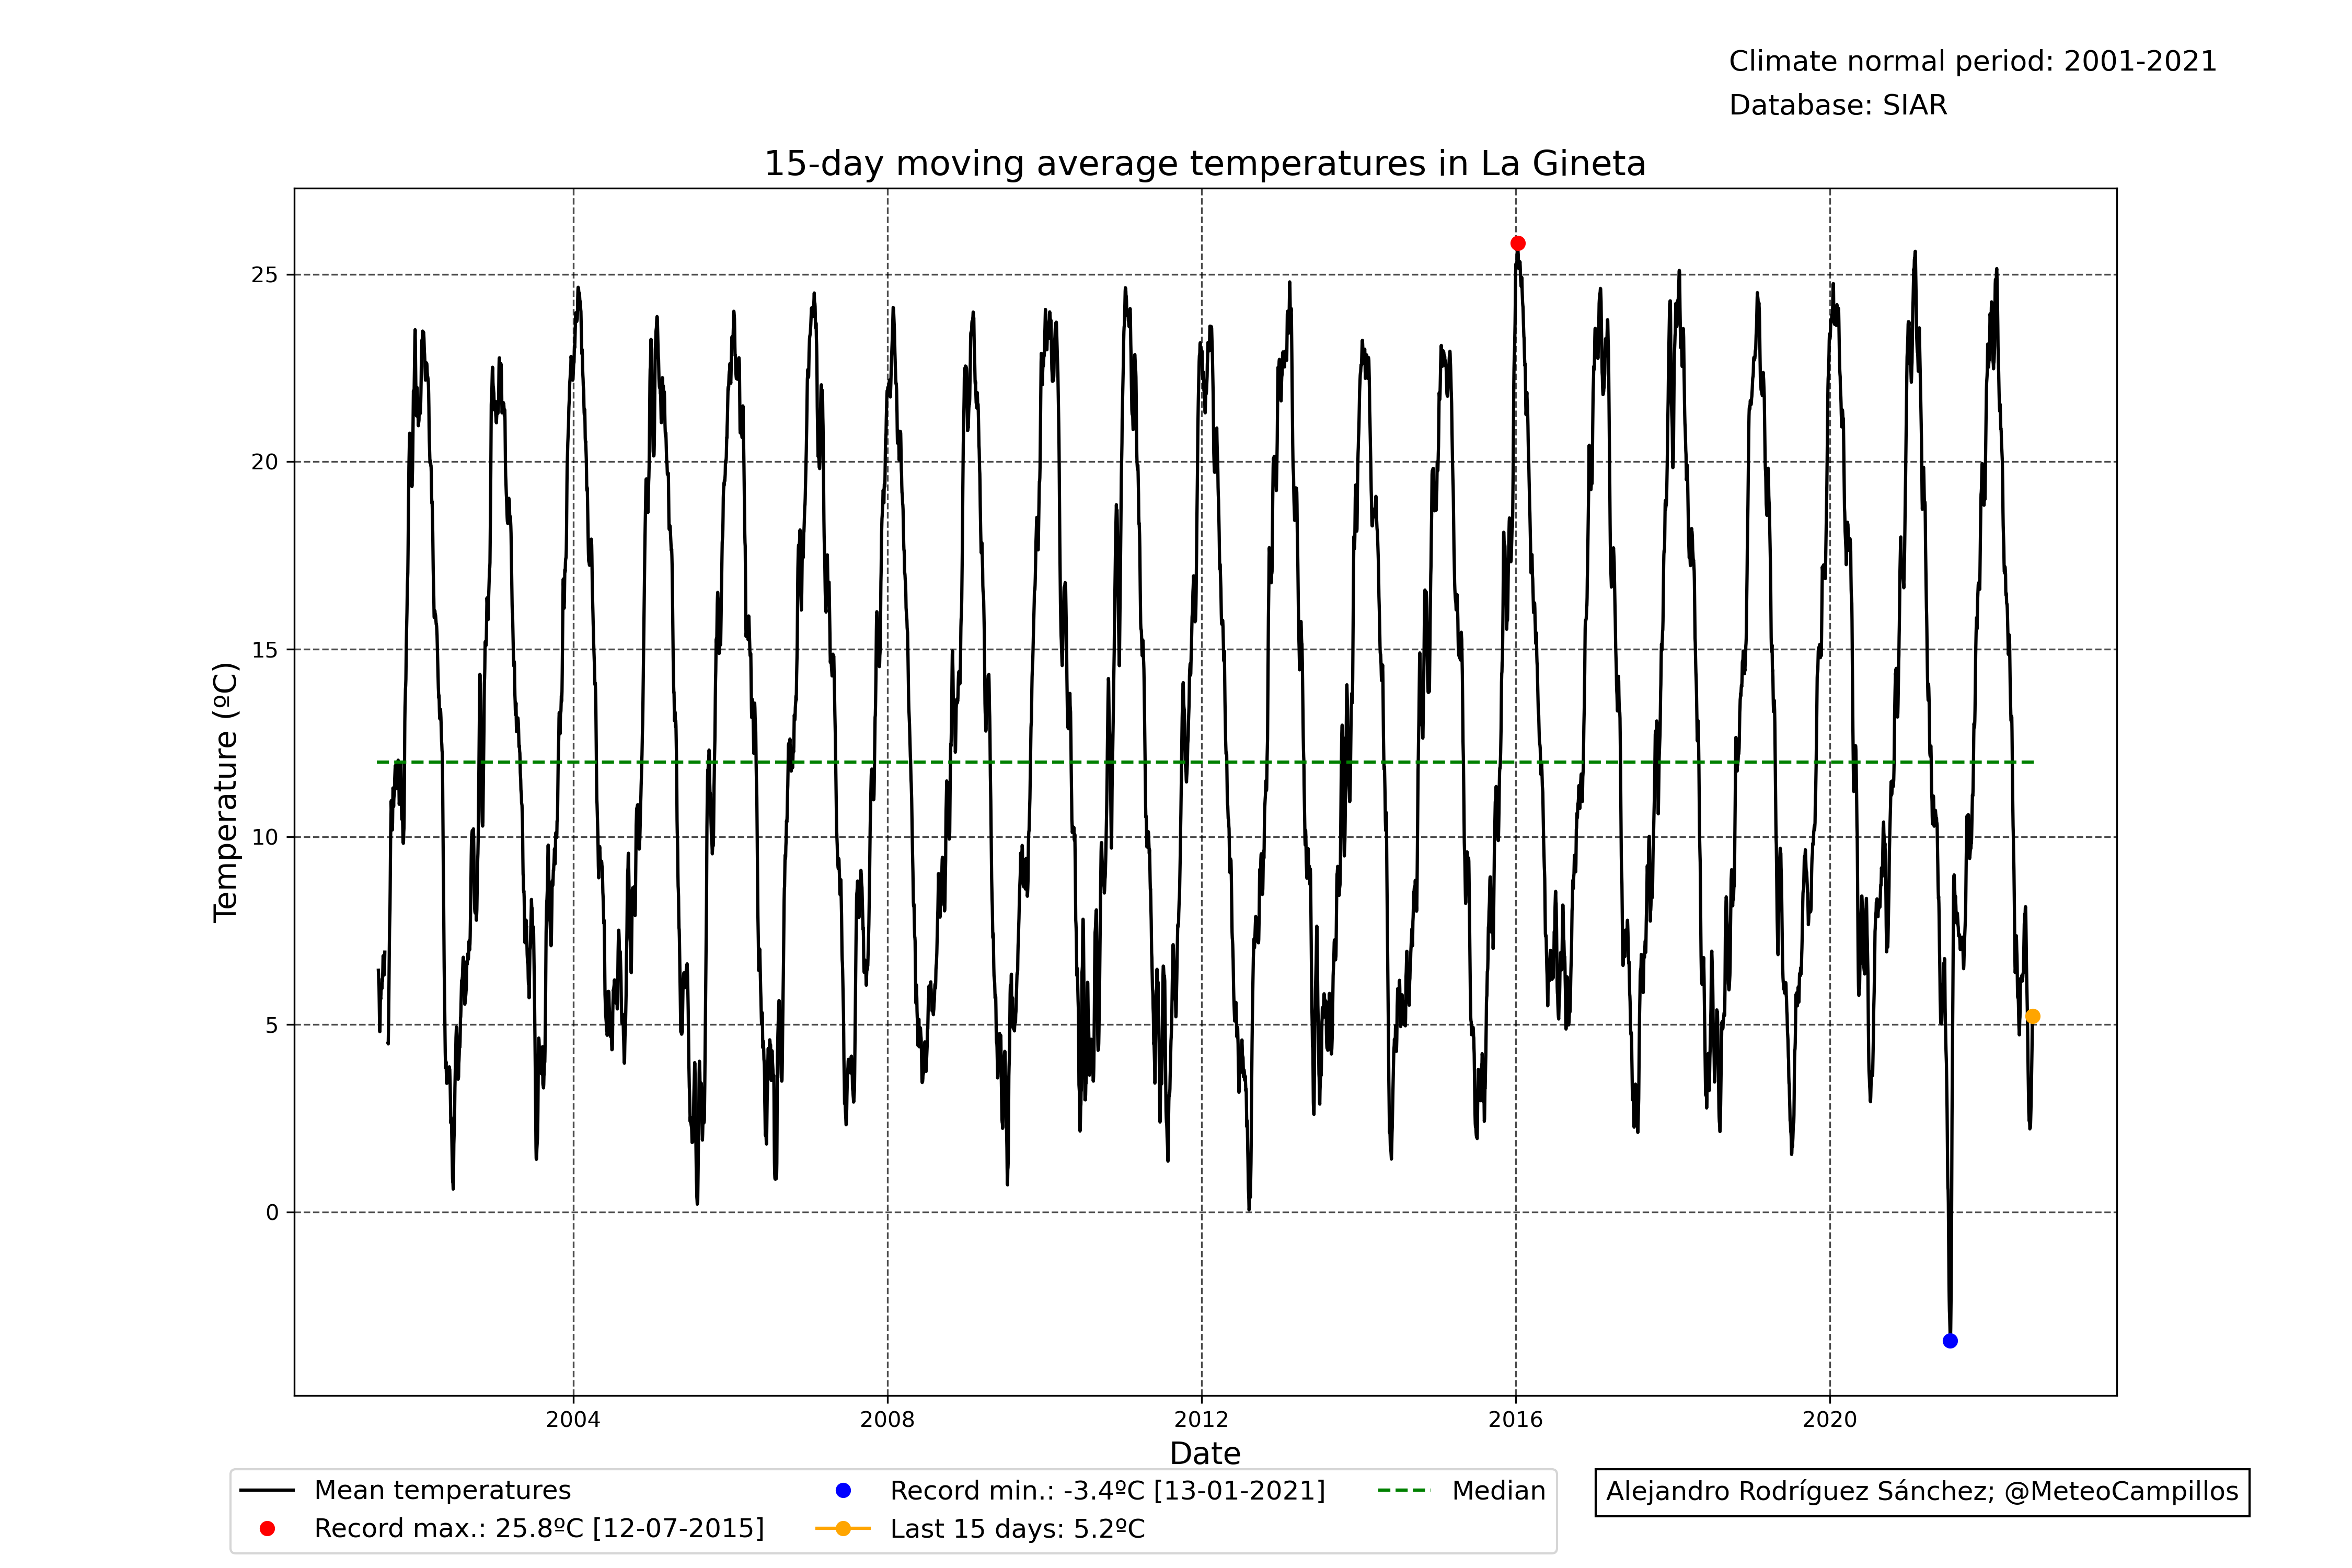 Climate normal period: 2001-2021
Database: SIAR
15-day moving average temperatures in La Gineta
25
20
15
10
5
0
Temperature (ºC)
2004 2008 2012 2016 2020
Date
Mean temperatures
Record max.: 25.8ºC [12-07-2015]
Record min.: -3.4ºC [13-01-2021]
Last 15 days: 5.2ºC
Median
Alejandro Rodríguez Sánchez; @MeteoCampillos